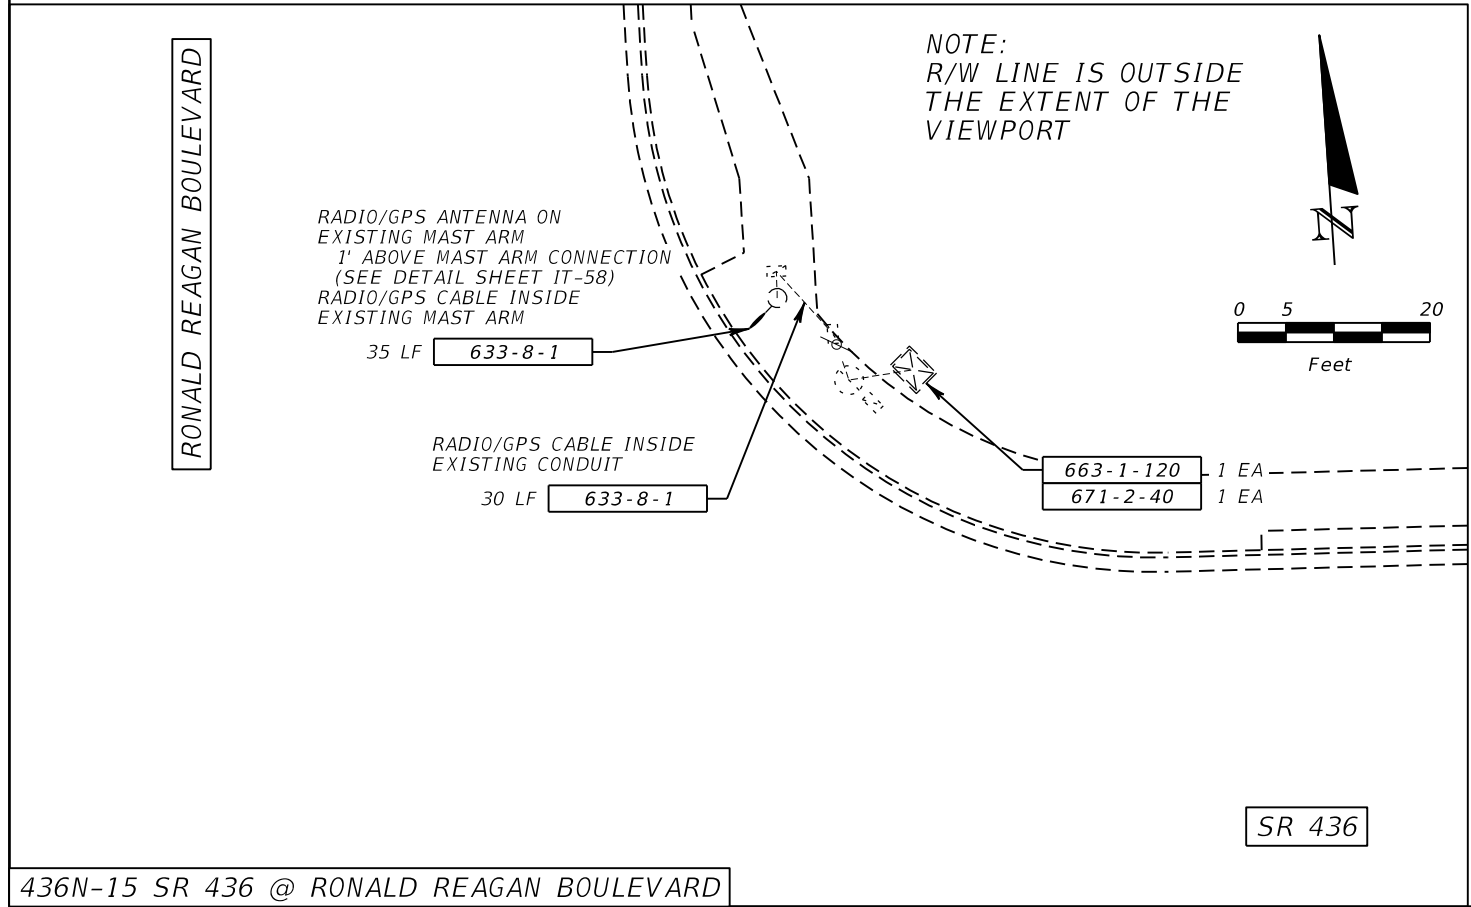 RONALD REAGAN BOULEVARD
NOTE:
R/W LINE IS OUTSIDE
THE EXTENT OF THE
VIEWPORT
N
0 5 20
Feet
RADIO/GPS ANTENNA ON
EXISTING MAST ARM
1' ABOVE MAST ARM CONNECTION
(SEE DETAIL SHEET IT-58)
RADIO/GPS CABLE INSIDE
EXISTING MAST ARM
35 LF 633-8-1
RADIO/GPS CABLE INSIDE
EXISTING CONDUIT
30 LF 633-8-1
663-1-120 1 EA
671-2-40 1 EA
SR 436
436N-15 SR 436 @ RONALD REAGAN BOULEVARD